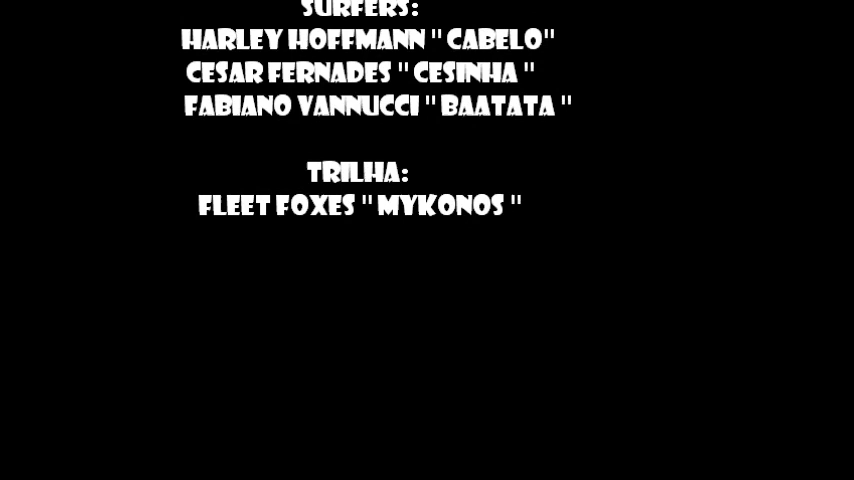 SURFERS:
HARLEY HOFFMANN " CABELO"
CESAR FERNADES " CESINHA "
FABIANO VANNUCCI " BAATATA "
TRILHA:
FLEET FOXES " MYKONOS "